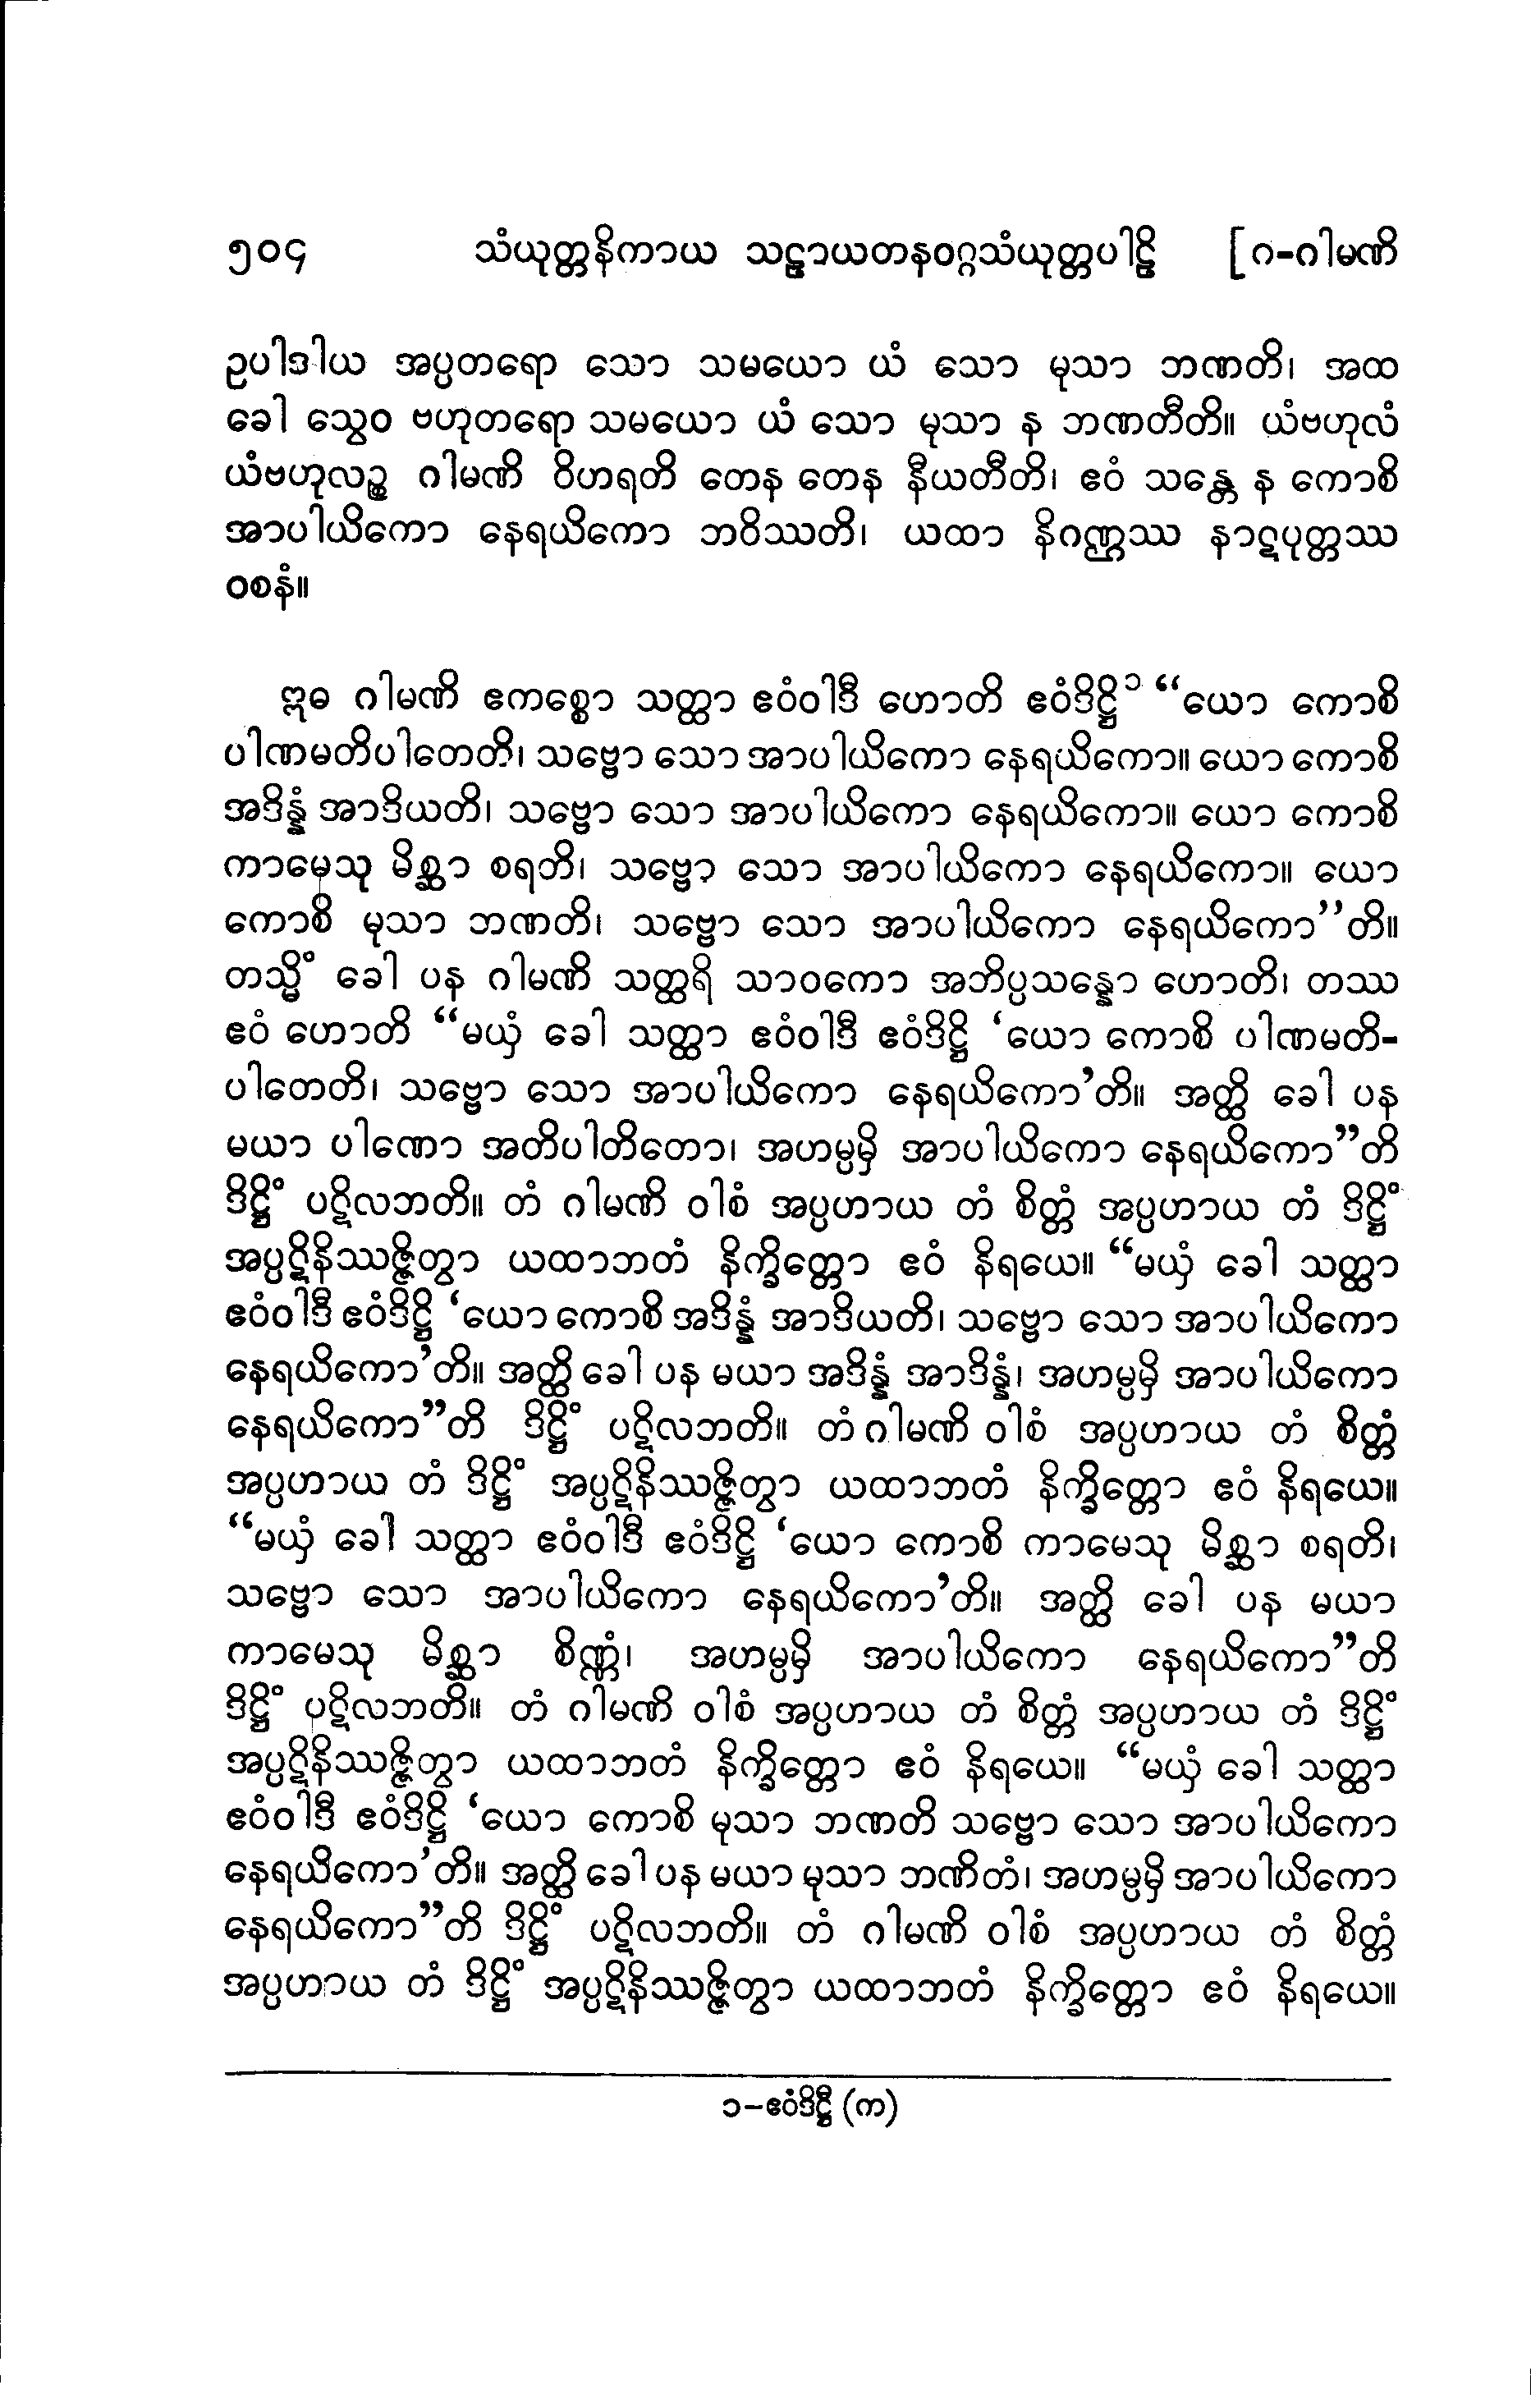 ၅၀၄ သံယုတ္တနိကာယ သဠာယတနဝဂ္ဂသံယုတ္တပါဠိ [ဂ-ဂါမဏိ
ဥပါဒါယ အပ္ပတရော သော သမယော ယံ သော မုသာ ဘဏတိ၊ အထ
ခေါ သွေဝ ဗဟုတရော သမယော ယံ သော မုသာ န ဘဏတီတိ။ ယံဗဟုလံ
ယံဗဟုလဉ္စ ဂါမဏိ ဝိဟရတိ တေန တေန နီယတီတိ၊ ဧဝံ သန္တေ န ကောစိ
အာပါယိကော နေရယိကော ဘဝိဿတိ၊ ယထာ နိဂဏ္ဌဿ နာဋပုတ္တဿ
ဝစနံ။
ဣဓ ဂါမဏိ ဧကစ္စော သတ္ထာ ဧဝံဝါဒီ ဟောတိ ဧဝံဒိဋ္ဌိ၁ “ယော ကောစိ
ပါဏမတိပါတေတိ၊ သဗ္ဗော သော အာပါယိကော နေရယိကော။ ယော ကောစိ
အဒိန္နံ အာဒိယတိ၊ သဗ္ဗော သော အာပါယိကော နေရယိကော။ ယော ကောစိ
ကာမေသု မိစ္ဆာ စရတိ၊ သဗ္ဗော သော အာပါယိကော နေရယိကော။ ယော
ကောစိ မုသာ ဘဏတိ၊ သဗ္ဗော သော အာပါယိကော နေရယိကော”တိ။
တသ္မိံ ခေါ ပန ဂါမဏိ သတ္ထရိ သာဝကော အဘိပ္ပသန္နော ဟောတိ၊ တဿ
ဧဝံ ဟောတိ “မယှံ ခေါ သတ္ထာ ဧဝံဝါဒီ ဧဝံဒိဋ္ဌိ ‘ယော ကောစိ ပါဏမတိ-
ပါတေတိ၊ သဗ္ဗော သော အာပါယိကော နေရယိကော’တိ။ အတ္ထိ ခေါ ပန
မယာ ပါဏော အတိပါတိတော၊ အဟမ္ပမှိ အာပါယိကော နေရယိကော”တိ
ဒိဋ္ဌိံ ပဋိလဘတိ။ တံ ဂါမဏိ ဝါစံ အပ္ပဟာယ တံ စိတ္တံ အပ္ပဟာယ တံ ဒိဋ္ဌိံ
အပ္ပဋိနိဿဇ္ဇိတွာ ယထာဘတံ နိက္ခိတ္တော ဧဝံ နိရယေ။ “မယှံ ခေါ သတ္ထာ
ဧဝံဝါဒီ ဧဝံဒိဋ္ဌိ ‘ယော ကောစိ အဒိန္နံ အာဒိယတိ၊ သဗ္ဗော သော အာပါယိကော
နေရယိကော’တိ။ အတ္ထိ ခေါ ပန မယာ အဒိန္နံ အာဒိန္နံ၊ အဟမ္ပမှိ အာပါယိကော
နေရယိကော”တိ ဒိဋ္ဌိံ ပဋိလဘတိ။ တံ ဂါမဏိ ဝါစံ အပ္ပဟာယ တံ စိတ္တံ
အပ္ပဟာယ တံ ဒိဋ္ဌိံ အပ္ပဋိနိဿဇ္ဇိတွာ ယထာဘတံ နိက္ခိတ္တော ဧဝံ နိရယေ။
“မယှံ ခေါ သတ္ထာ ဧဝံဝါဒီ ဧဝံဒိဋ္ဌိ ‘ယော ကောစိ ကာမေသု မိစ္ဆာ စရတိ၊
သဗ္ဗော သော အာပါယိကော နေရယိကော’တိ။ အတ္ထိ ခေါ ပန မယာ
ကာမေသု မိစ္ဆာ စိဏ္ဏံ၊ အဟမ္ပမှိ အာပါယိကော နေရယိကော”တိ
ဒိဋ္ဌိံ ပဋိလဘတိ။ တံ ဂါမဏိ ဝါစံ အပ္ပဟာယ တံ စိတ္တံ အပ္ပဟာယ တံ ဒိဋ္ဌိံ
အပ္ပဋိနိဿဇ္ဇိတွာ ယထာဘတံ နိက္ခိတ္တော ဧဝံ နိရယေ။ “မယှံ ခေါ သတ္ထာ
ဧဝံဝါဒီ ဧဝံဒိဋ္ဌိ ‘ယော ကောစိ မုသာ ဘဏတိ သဗ္ဗော သော အာပါယိကော
နေရယိကော’တိ။ အတ္ထိ ခေါ ပန မယာ မုသာ ဘဏိတံ၊ အဟမ္ပမှိ အာပါယိကော
နေရယိကော”တိ ဒိဋ္ဌိံ ပဋိလဘတိ။ တံ ဂါမဏိ ဝါစံ အပ္ပဟာယ တံ စိတ္တံ
အပ္ပဟာယ တံ ဒိဋ္ဌိံ အပ္ပဋိနိဿဇ္ဇိတွာ ယထာဘတံ နိက္ခိတ္တော ဧဝံ နိရယေ။
၁-ဧဝံဒိဋ္ဌီ (က)